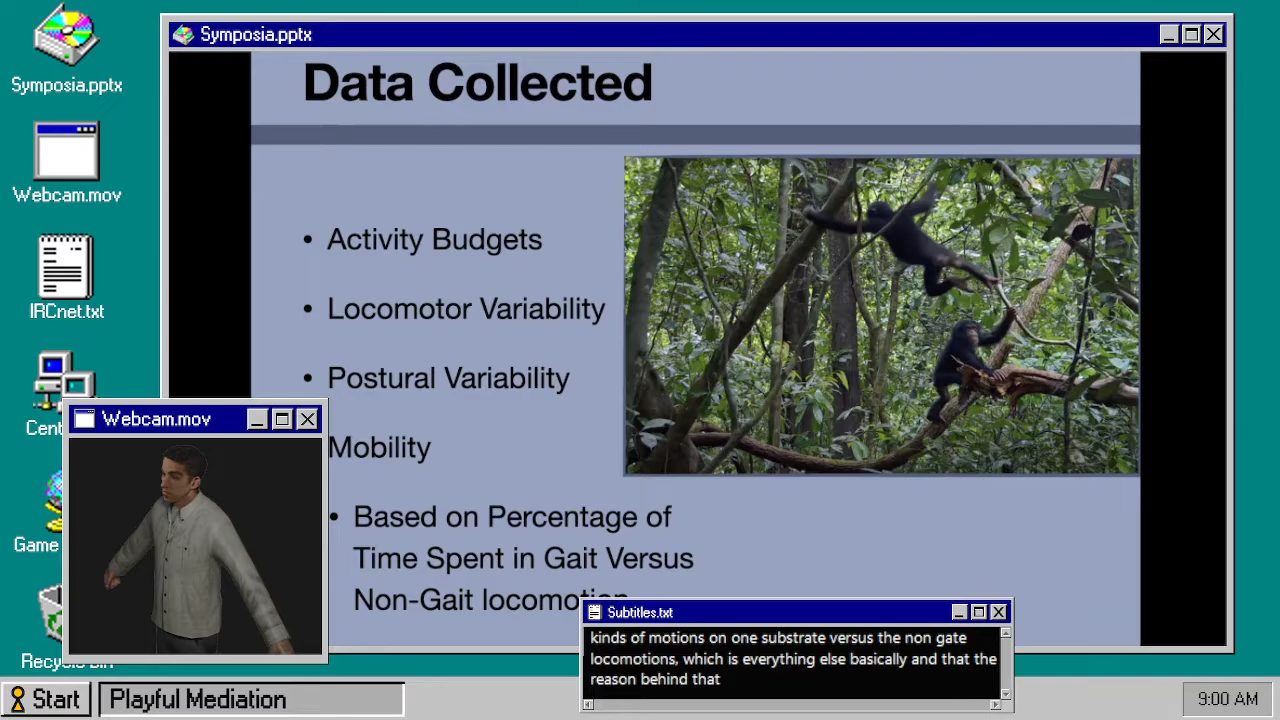 Symposia.pptx
Symposia.pptx
Data Collected
Webcam.mov
• Activity Budgets
IRCnet.txt
• Locomotor Variability
• Postural Variability
Cent
Webcam.mov
Mobility
• Based on Percentage of
Time Spent in Gait Versus
Non-Gait locomotion
Game
Subtitles.txt
kinds of motions on one substrate versus the non gate
locomotions, which is everything else basically and that the
reason behind that
Recycle Bin
Start
Playful Mediation
9:00 AM